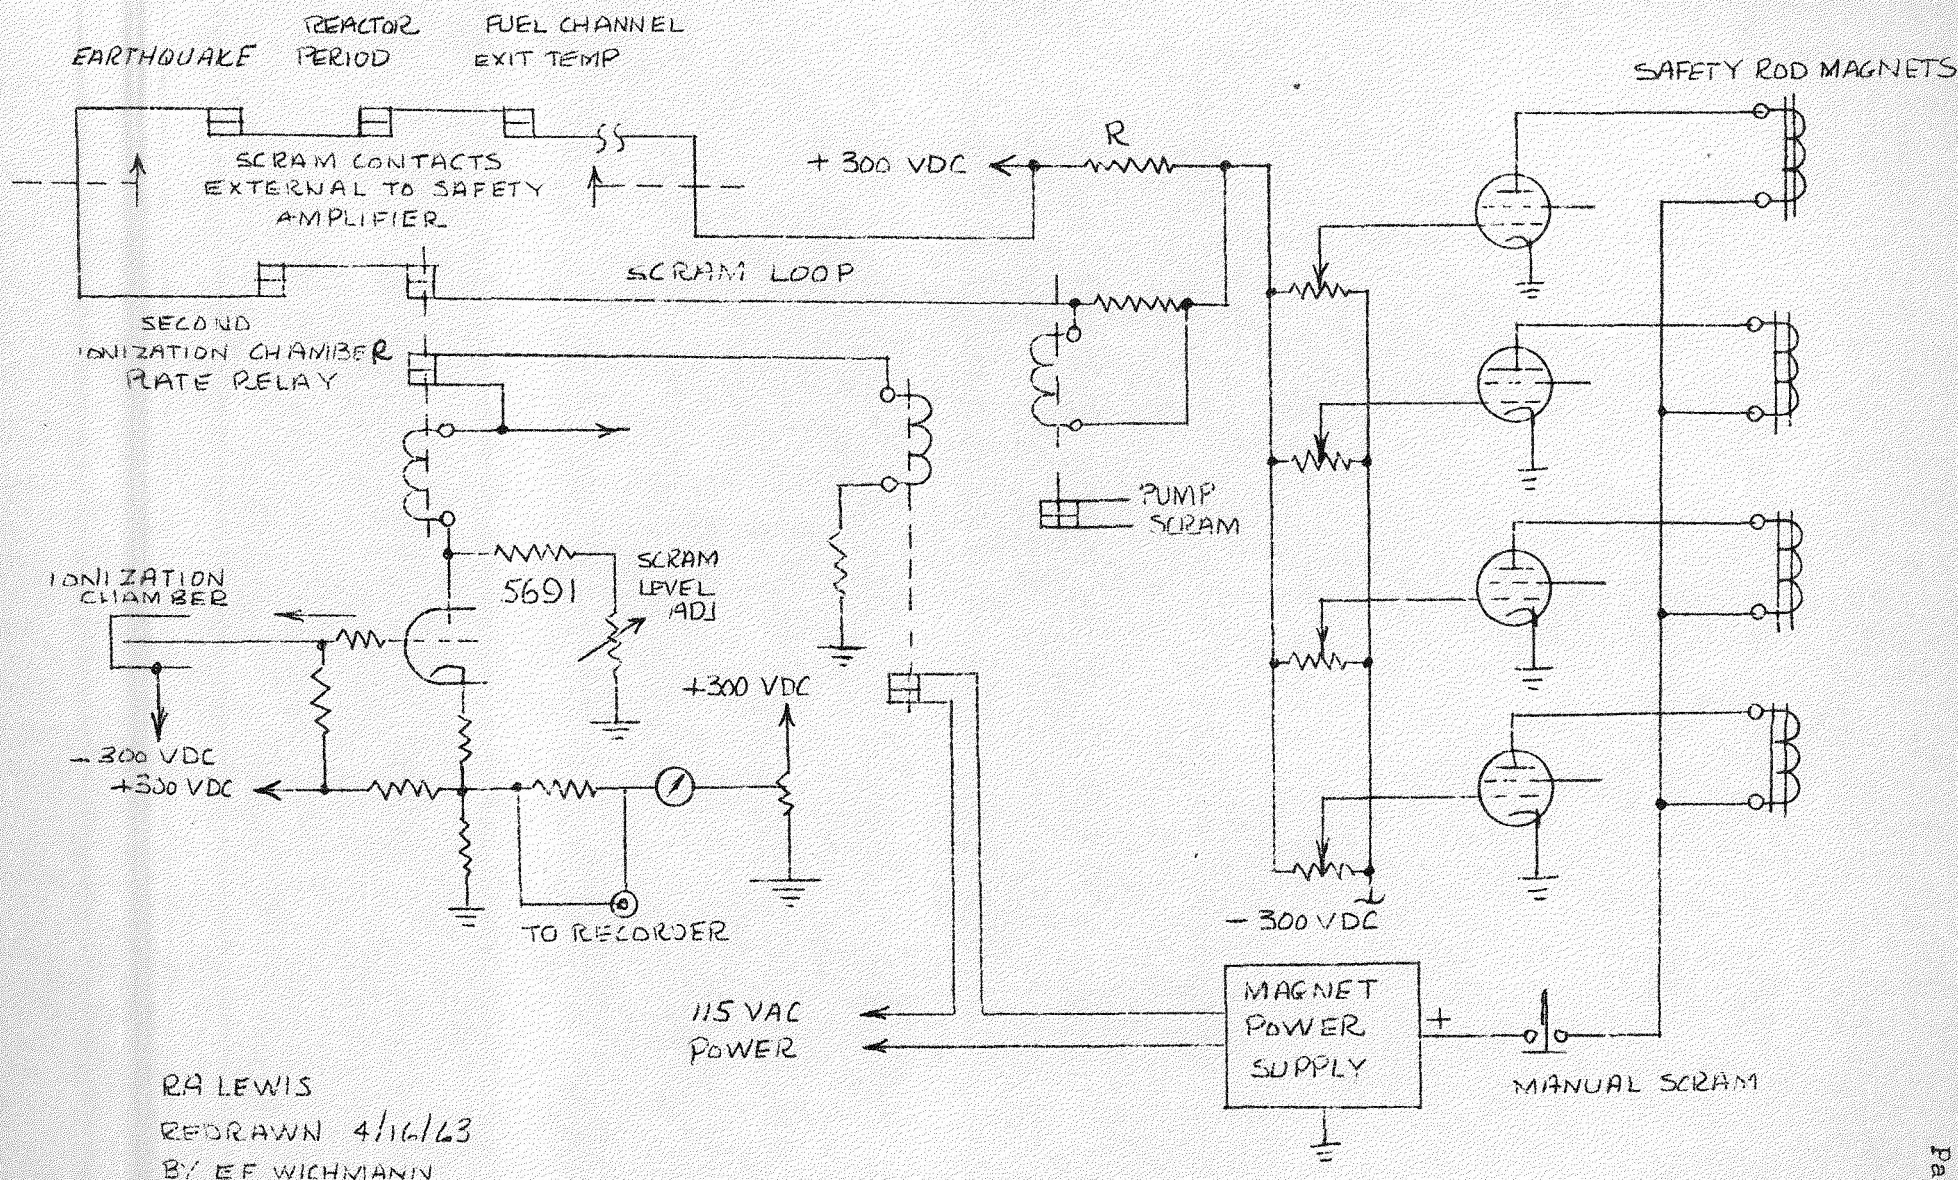 REACTOR
PERIOD
FUEL CHANNEL
EXIT TEMP
EARTHQUAKE
SAFETY ROD MAGNETS
SCRAM CONTACTS
EXTERNAL TO SAFETY
AMPLIFIER
R
+ 300 VDC
SCRAM LOOP
SECOND
IONIZATION CHAMBER
PLATE RELAY
PUMP
SCRAM
IONIZATION
CHAMBER
5691
SCRAM
LEVEL
ADJ
- 300 VDC
+300 VDC
+300 VDC
TO RECORDER
- 300 VDC
115 VAC
POWER
MAGNET
POWER
SUPPLY
+
MANUAL SCRAM
RA LEWIS
REDRAWN 4/16/63
BY EF WICHMANN
Pa